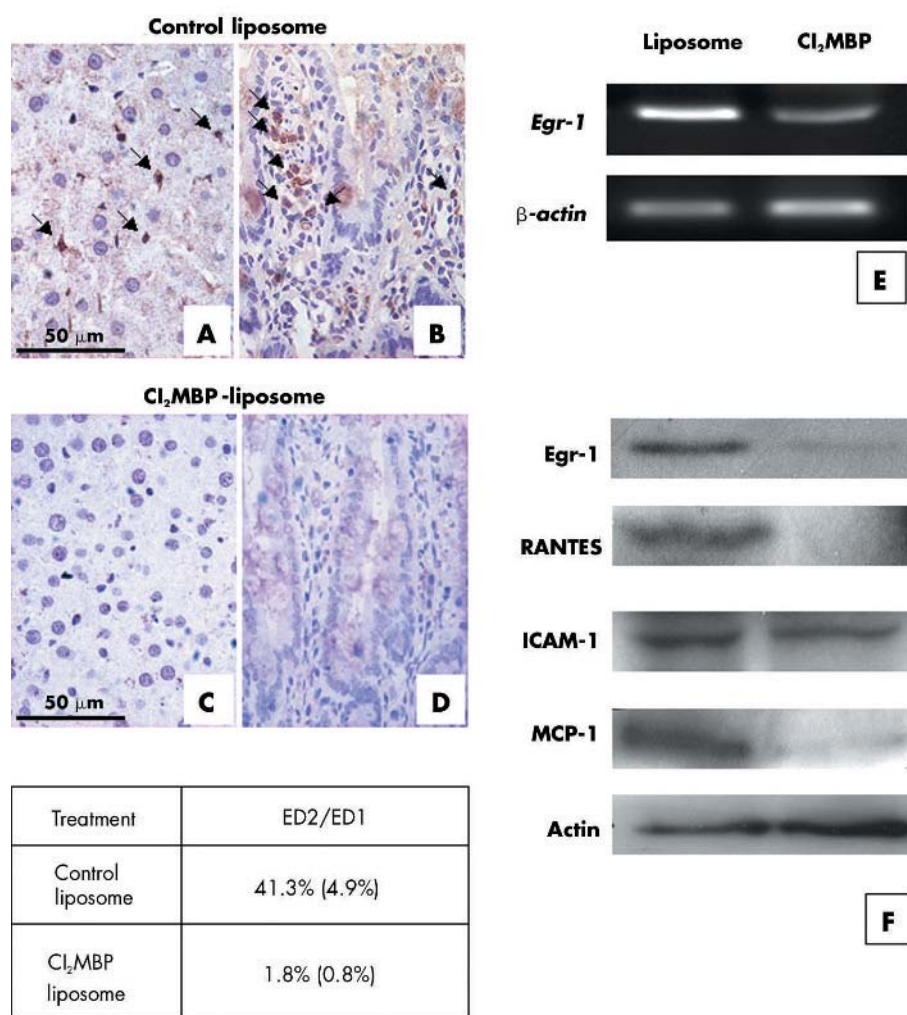 Control liposome
A
B
50 μm
Cl₂MBP-liposome
C
D
50 μm
Treatment ED2/ED1
Control
liposome
41.3% (4.9%)
Cl₂MBP
liposome
1.8% (0.8%)
Liposome Cl₂MBP
Egr-1
β-actin
E
Egr-1
RANTES
ICAM-1
MCP-1
Actin
F